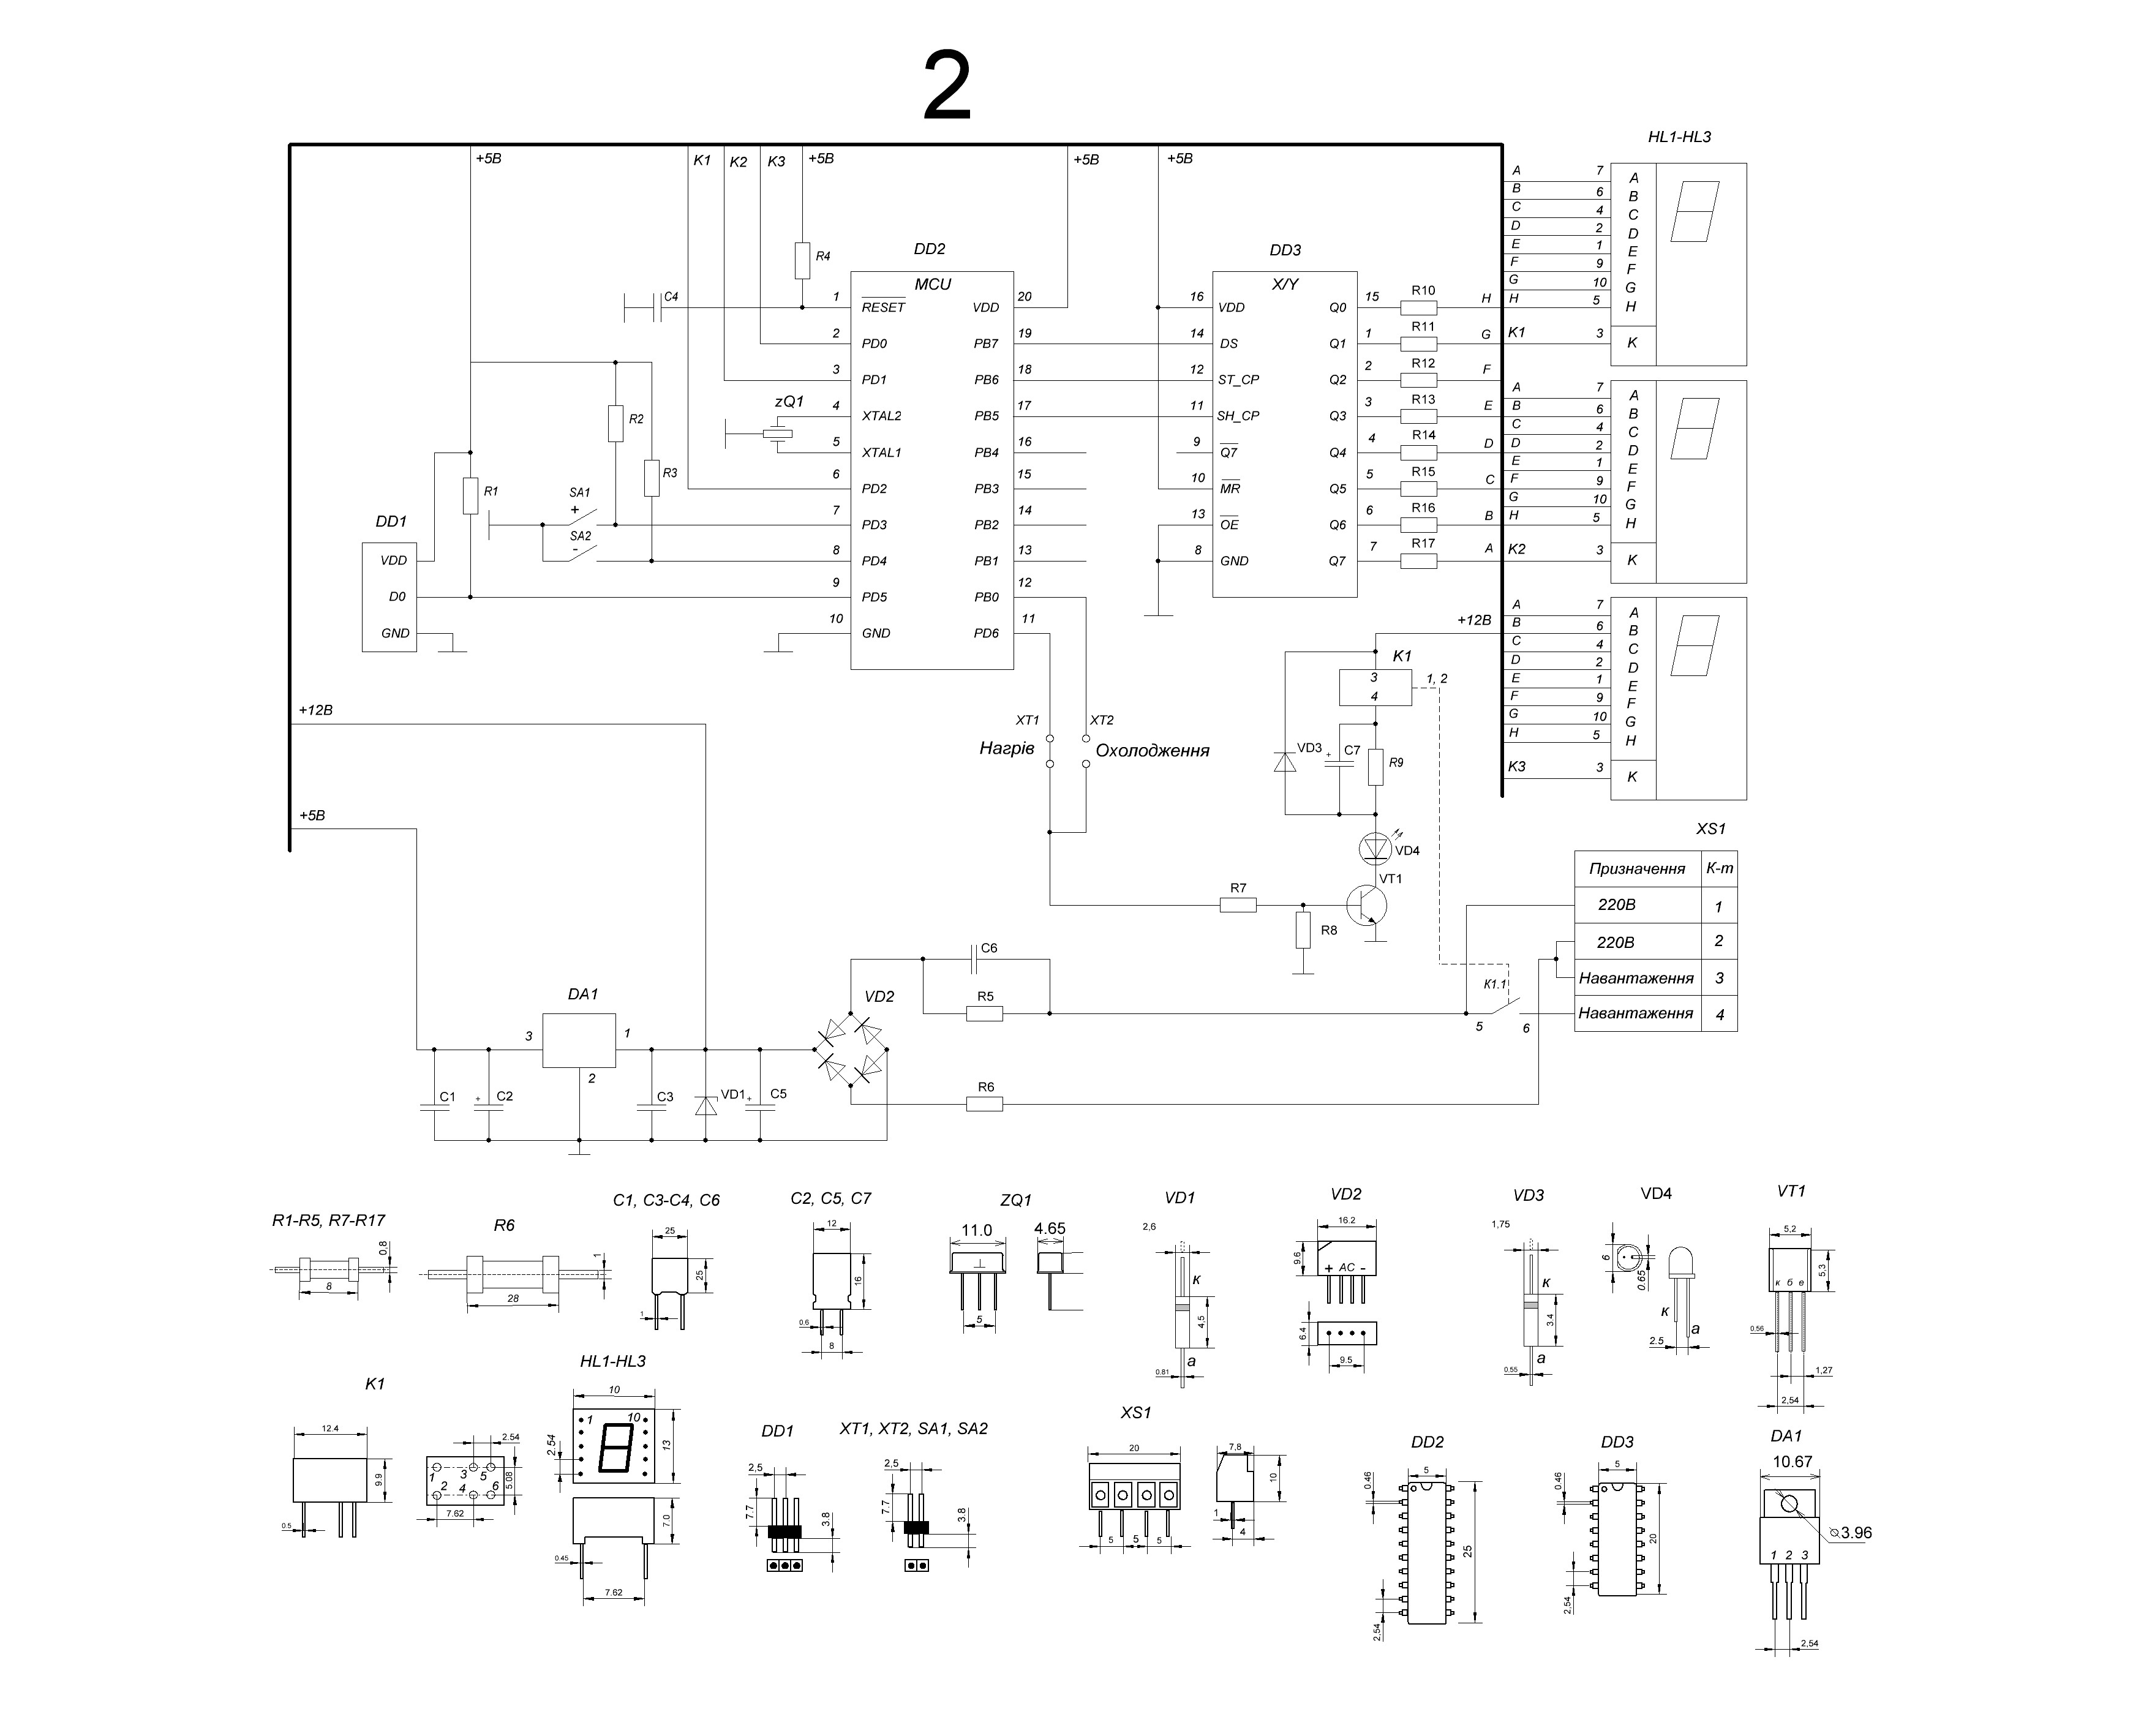 2
HL1-HL3
+5В
K1
K2
K3
+5В
+5В
+5В
DD2
DD3
MCU
X/Y
R4
C4
1 RESET VDD 20
2 PD0 PB7 19
3 PD1 PB6 18
4 XTAL2 PB5 17
5 XTAL1 PB4 16
6 PD2 PB3 15
7 PD3 PB2 14
8 PD4 PB1 13
9 PD5 PB0 12
10 GND PD6 11
zQ1
R2
R3
R1
SA1
+
SA2
-
DD1
VDD
D0
GND
16 VDD Q0 15 R10 H
14 DS Q1 1 R11 G
12 ST_CP Q2 2 R12 F
11 SH_CP Q3 3 R13 E
9 Q7 Q4 4 R14 D
10 MR Q5 5 R15 C
13 OE Q6 6 R16 B
8 GND Q7 7 R17 A
A 7 A
B 6 B
C 4 C
D 2 D
E 1 E
F 9 F
G 10 G
H 5 H
K1 3 K
A 7 A
B 6 B
C 4 C
D 2 D
E 1 E
F 9 F
G 10 G
H 5 H
K2 3 K
A 7 A
B 6 B
C 4 C
D 2 D
E 1 E
F 9 F
G 10 G
H 5 H
K3 3 K
+12В
K1
3
4
1, 2
+12В
XT1
XT2
Нагрів
Охолодження
VD3
+
C7
R9
VD4
VT1
+5В
R7
R8
XS1
Призначення К-т
220В 1
220В 2
Навантаження 3
Навантаження 4
K1.1
5
6
C6
R5
R6
DA1
3
1
2
VD2
C1
+
C2
C3
VD1
+
C5
R1-R5, R7-R17
0,8
8
R6
1
28
C1, C3-C4, C6
25
25
1
C2, C5, C7
12
16
0.6
8
ZQ1
11.0
4.65
5
VD1
2,6
к
4,5
0.81
а
VD2
16.2
9.6
+ AC -
6.4
9.5
VD3
1,75
к
3.4
0,55
а
VD4
6
0.65
к
а
2.5
VT1
5,2
5,3
к б е
0.56
1,27
2,54
K1
12.4
9.9
0.5
2.54
1 3 5
2 4 6
5.08
7.62
HL1-HL3
10
1 10
2.54
13
7.0
0.45
7.62
DD1
2,5
7.7
3.8
XT1, XT2, SA1, SA2
2,5
7.7
3.8
XS1
20
5 5 5
7,8
10
1
4
DD2
5
0.46
25
2.54
DD3
5
0.46
20
2,54
DA1
10.67
⌀3.96
1 2 3
2,54